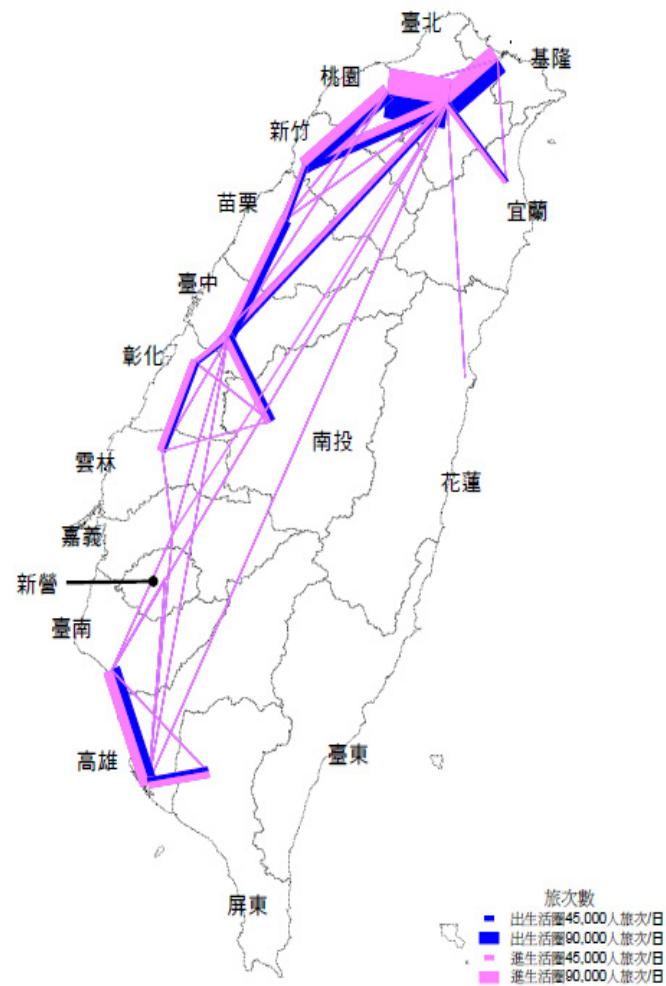 臺北
基隆
桃園
新竹
苗栗
宜蘭
臺中
彰化
南投
雲林
花蓮
嘉義
新營
臺南
臺東
高雄
屏東
旅次數
出生活圈45,000人旅次/日
出生活圈90,000人旅次/日
進生活圈45,000人旅次/日
進生活圈90,000人旅次/日